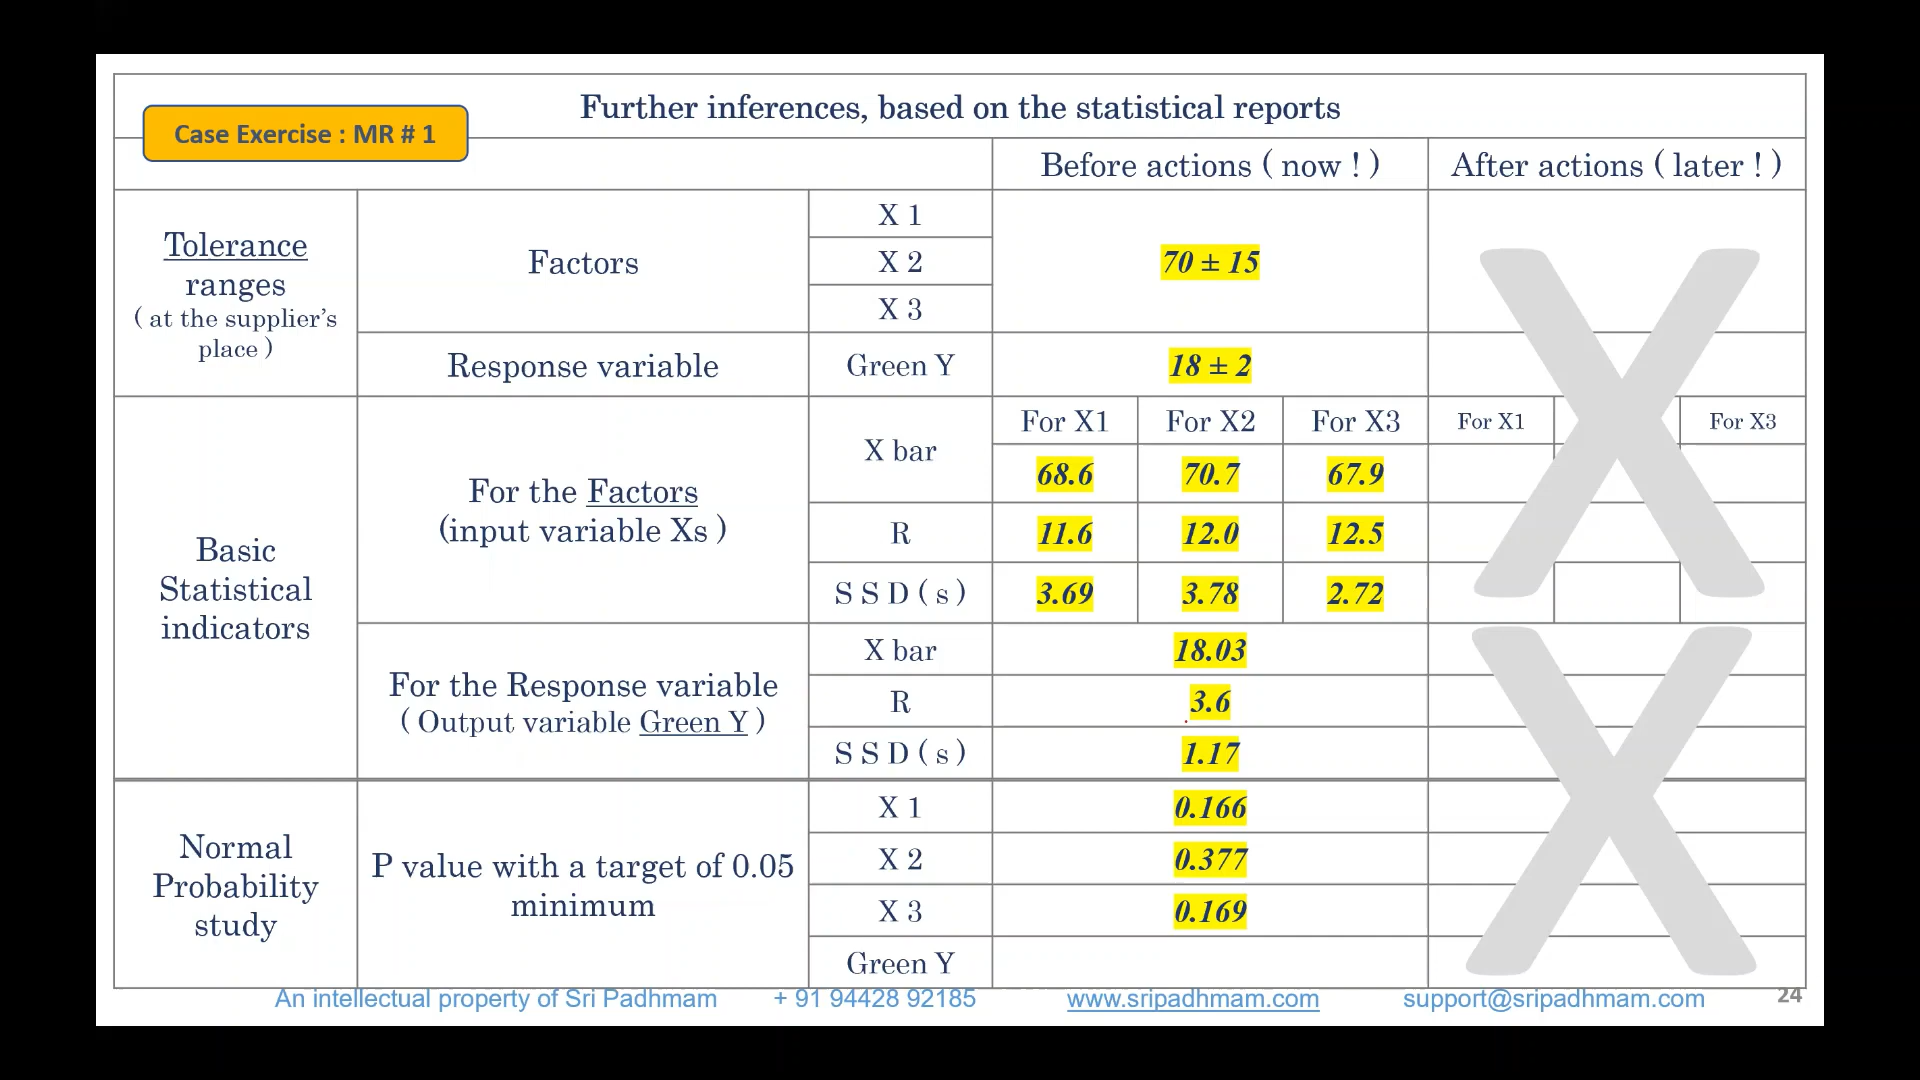 Further inferences, based on the statistical reports
Case Exercise : MR # 1
Before actions ( now ! )
After actions ( later ! )
Tolerance
ranges
( at the supplier’s
place )
Factors
X 1
X 2
X 3
70 ± 15
Response variable
Green Y
18 ± 2
Basic
Statistical
indicators
For the Factors
(input variable Xs )
X bar
For X1
For X2
For X3
For X1
For X3
68.6
70.7
67.9
R
11.6
12.0
12.5
S S D ( s )
3.69
3.78
2.72
For the Response variable
( Output variable Green Y )
X bar
18.03
R
3.6
S S D ( s )
1.17
Normal
Probability
study
P value with a target of 0.05
minimum
X 1
0.166
X 2
0.377
X 3
0.169
Green Y
X
X
An intellectual property of Sri Padhmam
+ 91 94428 92185
www.sripadhmam.com
support@sripadhmam.com
24